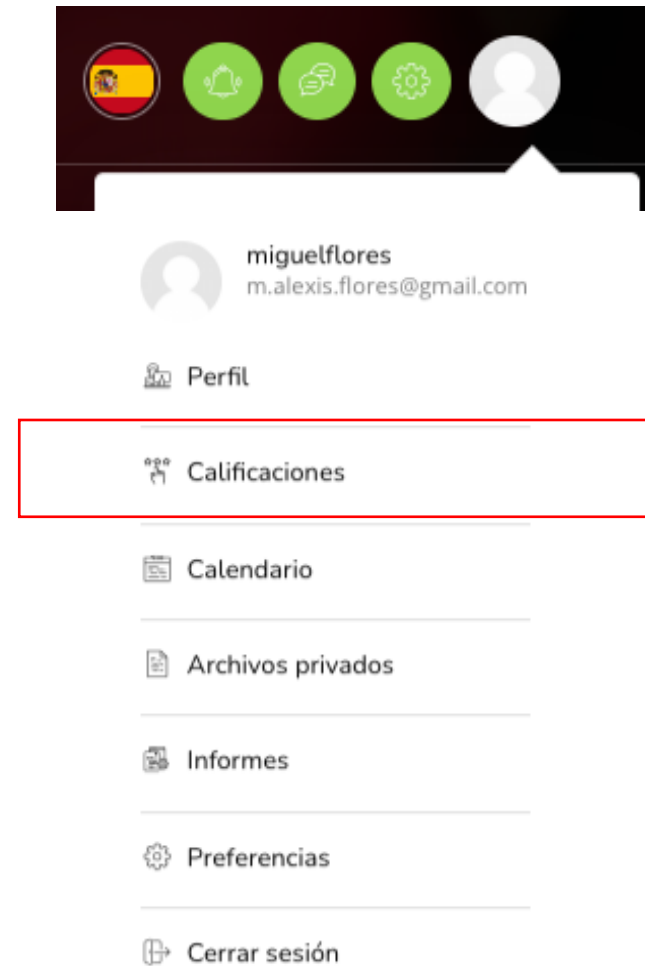 miguelflores
m.alexis.flores@gmail.com
Perfil
Calificaciones
Calendario
Archivos privados
Informes
Preferencias
Cerrar sesión